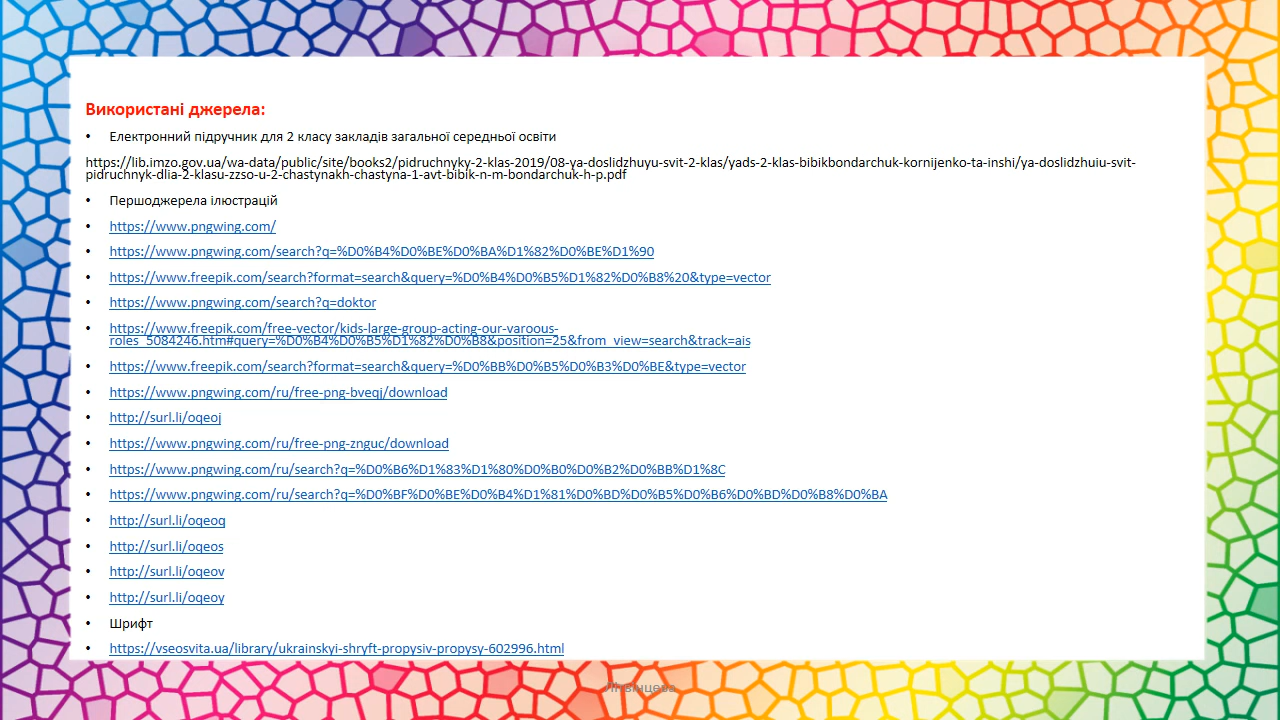 Використані джерела:
• Електронний підручник для 2 класу закладів загальної середньої освіти
https://lib.imzo.gov.ua/wa-data/public/site/books2/pidruchnyky-2-klas-2019/08-ya-doslidzhuyu-svit-2-klas/yads-2-klas-bibikbondarchuk-kornijenko-ta-inshi/ya-doslidzhuiu-svit-
pidruchnyk-dlia-2-klasu-zzso-u-2-chastynakh-chastyna-1-avt-bibik-n-m-bondarchuk-h-p.pdf
• Першоджерела ілюстрацій
• https://www.pngwing.com/
• https://www.pngwing.com/search?q=%D0%B4%D0%BE%D0%BA%D1%82%D0%BE%D1%90
• https://www.freepik.com/search?format=search&query=%D0%B4%D0%B5%D1%82%D0%B8%20&type=vector
• https://www.pngwing.com/search?q=doktor
• https://www.freepik.com/free-vector/kids-large-group-acting-our-varoous-
roles_5084246.htm#query=%D0%B4%D0%B5%D1%82%D0%B8&position=25&from_view=search&track=ais
• https://www.freepik.com/search?format=search&query=%D0%BB%D0%B5%D0%B3%D0%BE&type=vector
• https://www.pngwing.com/ru/free-png-bveqj/download
• http://surl.li/oqeoj
• https://www.pngwing.com/ru/free-png-znguc/download
• https://www.pngwing.com/ru/search?q=%D0%B6%D1%83%D1%80%D0%B0%D0%B2%D0%BB%D1%8C
• https://www.pngwing.com/ru/search?q=%D0%BF%D0%BE%D0%B4%D1%81%D0%BD%D0%B5%D0%B6%D0%BD%D0%B8%D0%BA
• http://surl.li/oqeoq
• http://surl.li/oqeos
• http://surl.li/oqeov
• http://surl.li/oqeoy
• Шрифт
• https://vseosvita.ua/library/ukrainskyi-shryft-propysiv-propysy-602996.html